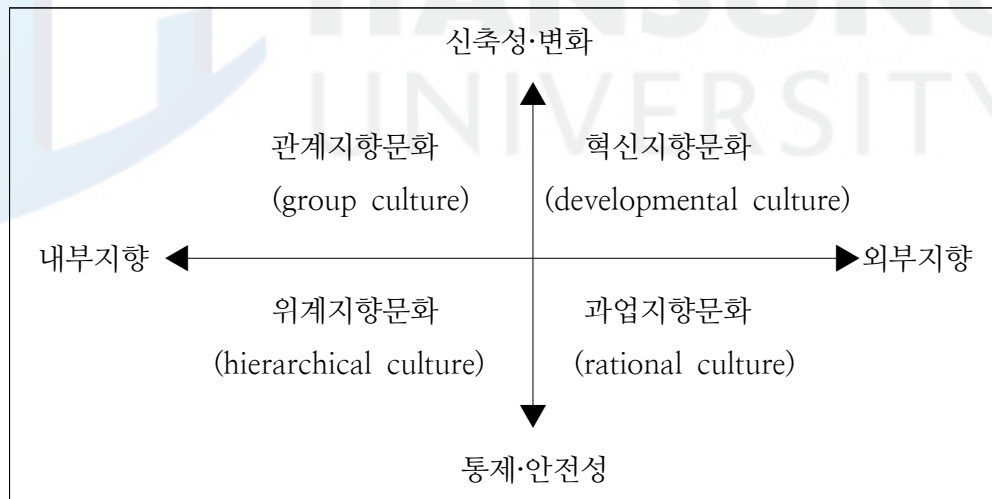 HANSUNG
UNIVERSITY
신축성·변화
관계지향문화 혁신지향문화
(group culture) (developmental culture)
내부지향 외부지향
위계지향문화 과업지향문화
(hierarchical culture) (rational culture)
통제·안전성